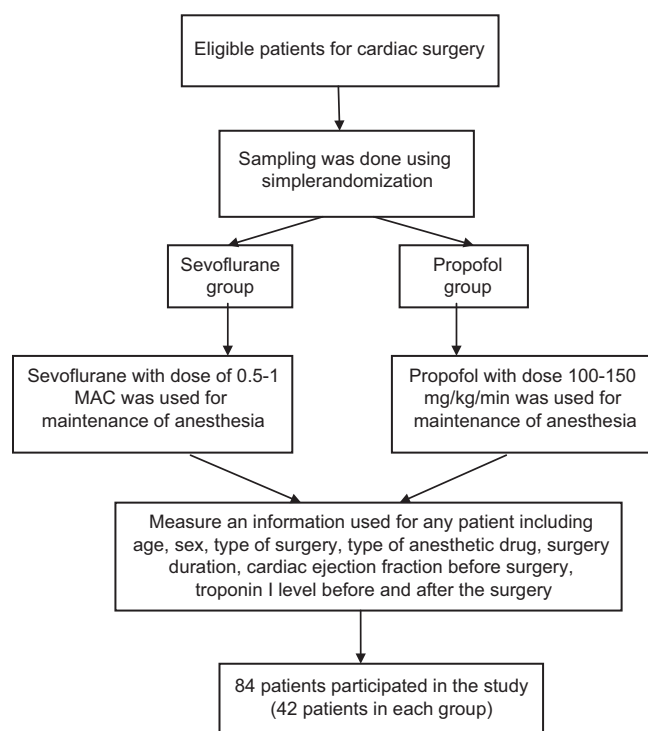 Eligible patients for cardiac surgery
Sampling was done using
simplerandomization
Sevoflurane
group
Propofol
group
Sevoflurane with dose of 0.5-1
MAC was used for
maintenance of anesthesia
Propofol with dose 100-150
mg/kg/min was used for
maintenance of anesthesia
Measure an information used for any patient including
age, sex, type of surgery, type of anesthetic drug, surgery
duration, cardiac ejection fraction before surgery,
troponin I level before and after the surgery
84 patients participated in the study
(42 patients in each group)